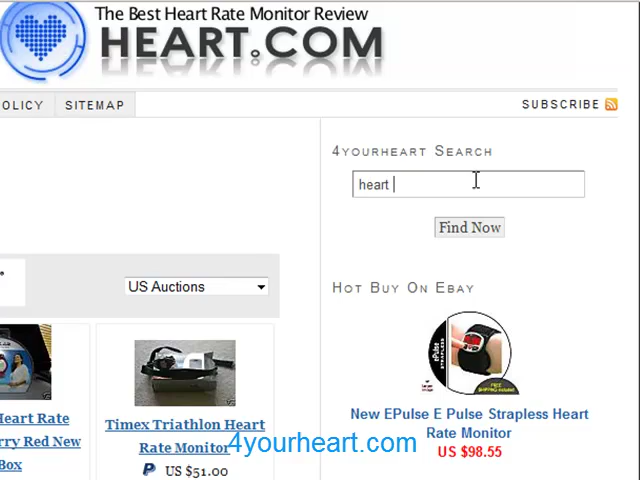 The Best Heart Rate Monitor Review
HEART.COM
OLICY
SITEMAP
SUBSCRIBE
4YOURHEART SEARCH
heart
Find Now
US Auctions
HOT BUY ON EBAY
Heart Rate
rry Red New
Box
Timex Triathlon Heart
Rate Monitor
US $51.00
New EPulse E Pulse Strapless Heart
Rate Monitor
US $98.55
4yourheart.com